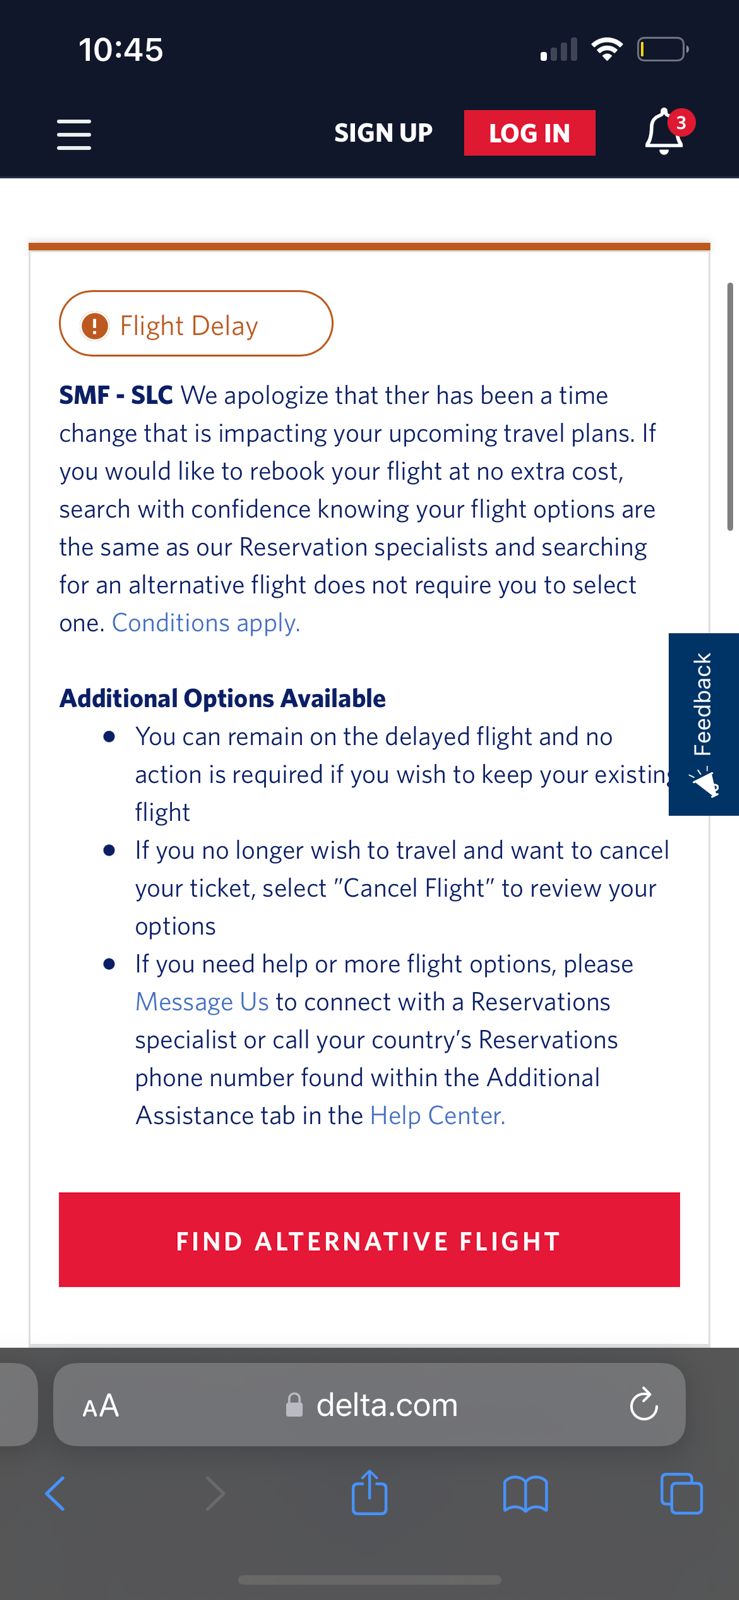 10:45
SIGN UP
LOG IN
3
Flight Delay
SMF - SLC We apologize that ther has been a time
change that is impacting your upcoming travel plans. If
you would like to rebook your flight at no extra cost,
search with confidence knowing your flight options are
the same as our Reservation specialists and searching
for an alternative flight does not require you to select
one. Conditions apply.
Feedback
Additional Options Available
• You can remain on the delayed flight and no
action is required if you wish to keep your existing
flight
• If you no longer wish to travel and want to cancel
your ticket, select "Cancel Flight" to review your
options
• If you need help or more flight options, please
Message Us to connect with a Reservations
specialist or call your country's Reservations
phone number found within the Additional
Assistance tab in the Help Center.
FIND ALTERNATIVE FLIGHT
AA
delta.com